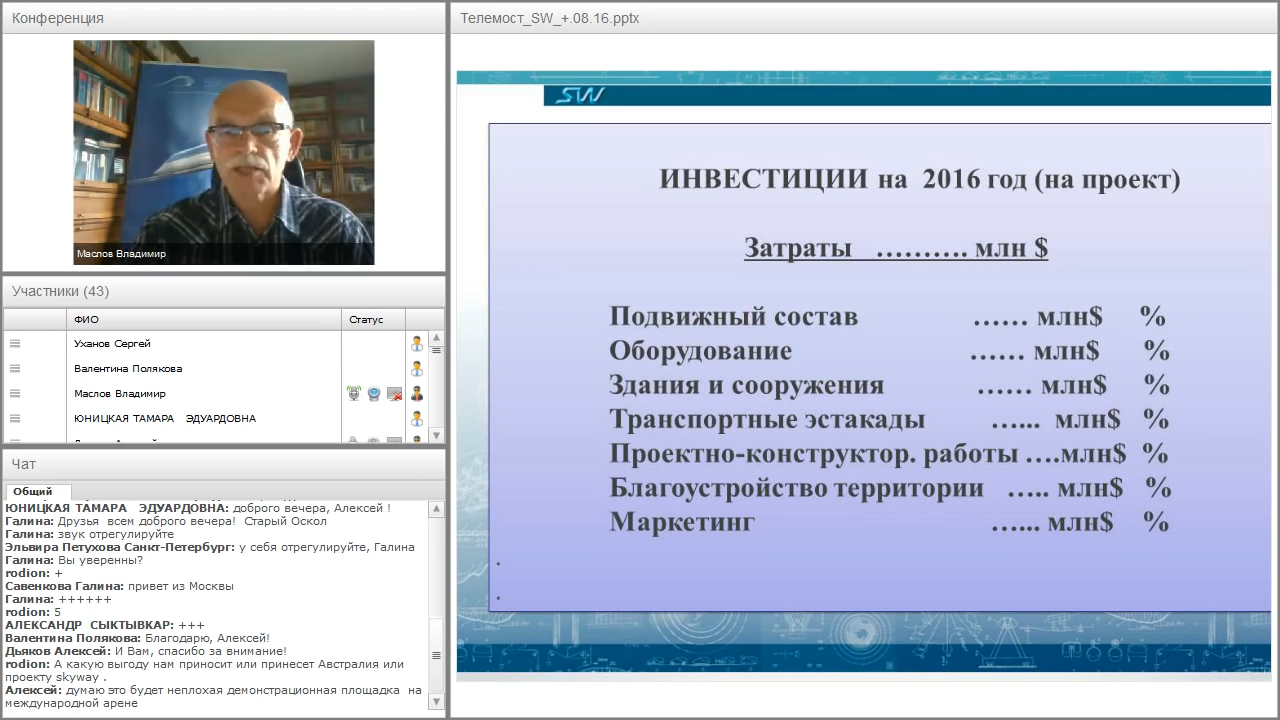 Конференция
Маслов Владимир
Участники (43)
ФИО Статус
Уханов Сергей
Валентина Полякова
Маслов Владимир
ЮНИЦКАЯ ТАМАРА ЭДУАРДОВНА
Чат
Общий
ЮНИЦКАЯ ТАМАРА ЭДУАРДОВНА: доброго вечера, Алексей !
Галина: Друзья всем доброго вечера! Старый Оскол
Галина: звук отрегулируйте
Эльвира Петухова Санкт-Петербург: у себя отрегулируйте, Галина
Галина: Вы уверенны?
rodion: +
Савенкова Галина: привет из Москвы
Галина: ++++++
rodion: 5
АЛЕКСАНДР СЫКТЫВКАР: +++
Валентина Полякова: Благодарю, Алексей!
Дьяков Алексей: И Вам, спасибо за внимание!
rodion: А какую выгоду нам приносит или принесет Австралия или
проекту skyway .
Алексей: думаю это будет неплохая демонстрационная площадка на
международной арене
Телемост_SW_+.08.16.pptx
SW
ИНВЕСТИЦИИ на 2016 год (на проект)
Затраты ………. млн $
Подвижный состав …… млн$ %
Оборудование …… млн$ %
Здания и сооружения …… млн$ %
Транспортные эстакады …... млн$ %
Проектно-конструктор. работы ….млн$ %
Благоустройство территории ….. млн$ %
Маркетинг …... млн$ %
.
.